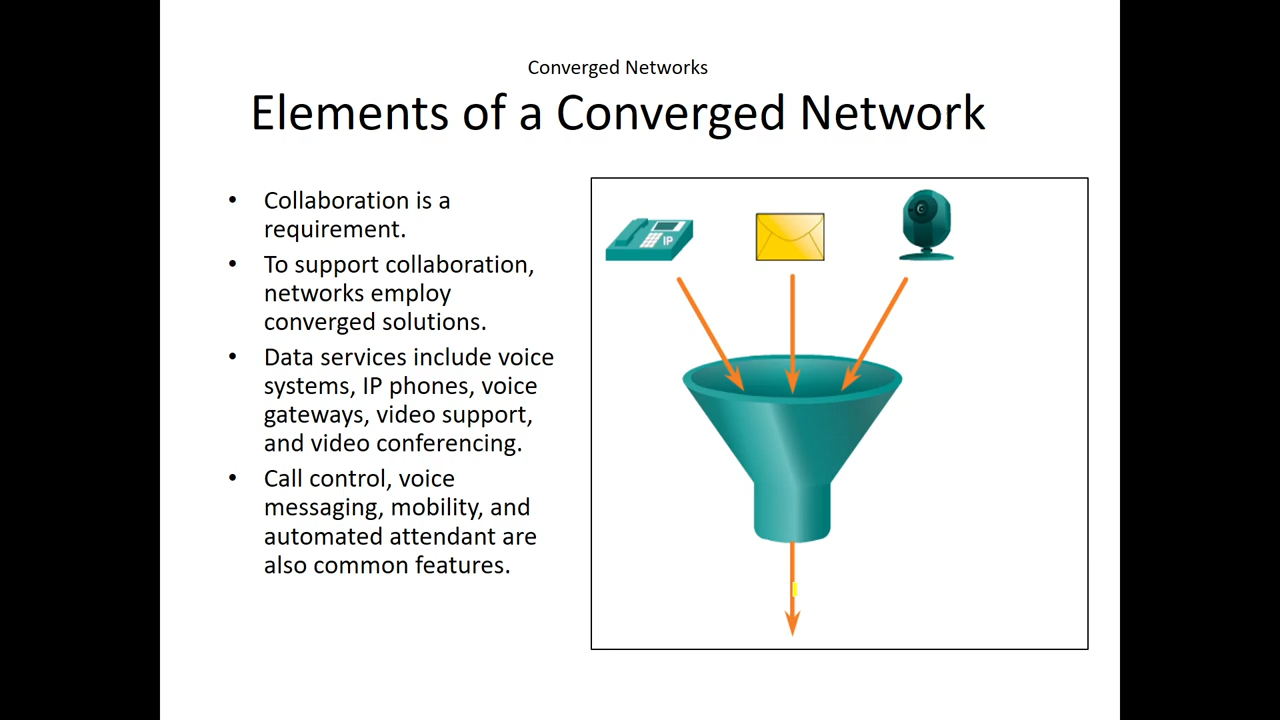 Converged Networks
Elements of a Converged Network
• Collaboration is a
requirement.
• To support collaboration,
networks employ
converged solutions.
• Data services include voice
systems, IP phones, voice
gateways, video support,
and video conferencing.
• Call control, voice
messaging, mobility, and
automated attendant are
also common features.
IP